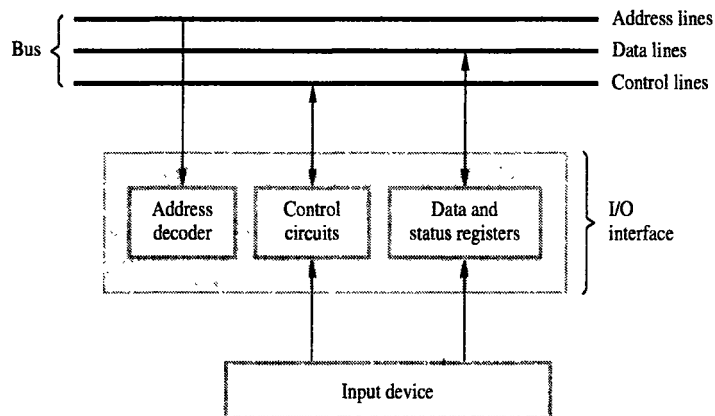 Address lines
Bus
Data lines
Control lines
Address
decoder
Control
circuits
Data and
status registers
I/O
interface
Input device